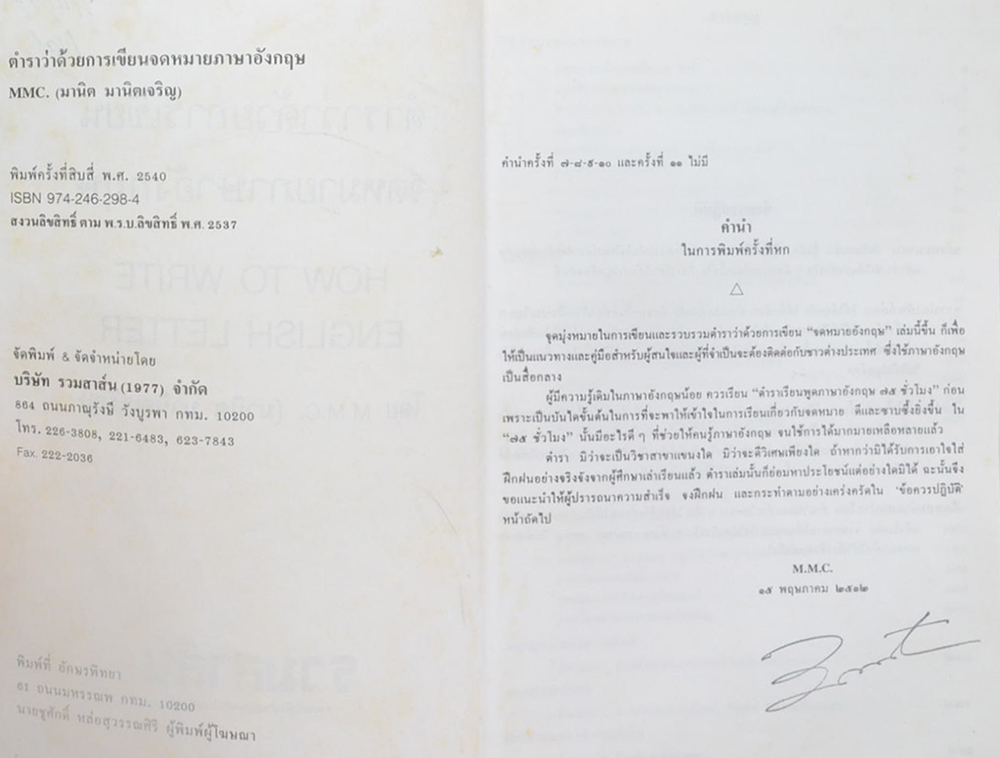 ตำราว่าด้วยการเขียนจดหมายภาษาอังกฤษ
MMC. (มานิต มานิตเจริญ)
พิมพ์ครั้งที่สิบสี่ พ.ศ. 2540
ISBN 974-246-298-4
สงวนลิขสิทธิ์ ตาม พ.ร.บ.ลิขสิทธิ์ พ.ศ. 2537
จัดพิมพ์ & จัดจำหน่ายโดย
บริษัท รวมสาส์น (1977) จำกัด
864 ถนนภาณุรังษี วังบูรพา กทม. 10200
โทร. 226-3808, 221-6483, 623-7843
Fax. 222-2036
พิมพ์ที่ อักษรพิทยา
61 ถนนมหรรณพ กทม. 10200
นายชูศักดิ์ หล่อสุวรรณศิริ ผู้พิมพ์ผู้โฆษณา
คำนำครั้งที่ ๗-๘-๙-๑๐ และครั้งที่ ๑๑ ไม่มี
คำนำ
ในการพิมพ์ครั้งที่หก
จุดมุ่งหมายในการเขียนและรวบรวมตำราว่าด้วยการเขียน “จดหมายอังกฤษ” เล่มนี้ขึ้น ก็เพื่อ
ให้เป็นแนวทางและคู่มือสำหรับผู้สนใจและผู้ที่จำเป็นจะต้องติดต่อกับชาวต่างประเทศ ซึ่งใช้ภาษาอังกฤษ
เป็นสื่อกลาง
ผู้มีความรู้เดิมในภาษาอังกฤษน้อย ควรเรียน “ตำราเรียนพูดภาษาอังกฤษ ๗๕ ชั่วโมง” ก่อน
เพราะเป็นบันไดขั้นต้นในการที่จะพาให้เข้าใจในการเรียนเกี่ยวกับจดหมาย ดีและซาบซึ้งยิ่งขึ้น ใน
“๗๕ ชั่วโมง” นั้นมีอะไรดี ๆ ที่ช่วยให้คนรู้ภาษาอังกฤษ จนใช้การได้มากมายเหลือหลายแล้ว
ตำรา มิว่าจะเป็นวิชาสาขาแขนงใด มิว่าจะดีวิเศษเพียงใด ถ้าหากว่ามิได้รับการเอาใจใส่
ฝึกฝนอย่างจริงจังจากผู้ศึกษาเล่าเรียนแล้ว ตำราเล่มนั้นก็ย่อมหาประโยชน์แต่อย่างใดมิได้ ฉะนั้นจึง
ขอแนะนำให้ผู้ปรารถนาความสำเร็จ จงฝึกฝน และกระทำตามอย่างเคร่งครัดใน ‘ข้อควรปฏิบัติ’
หน้าถัดไป
M.M.C.
๑๕ พฤษภาคม ๒๕๑๒